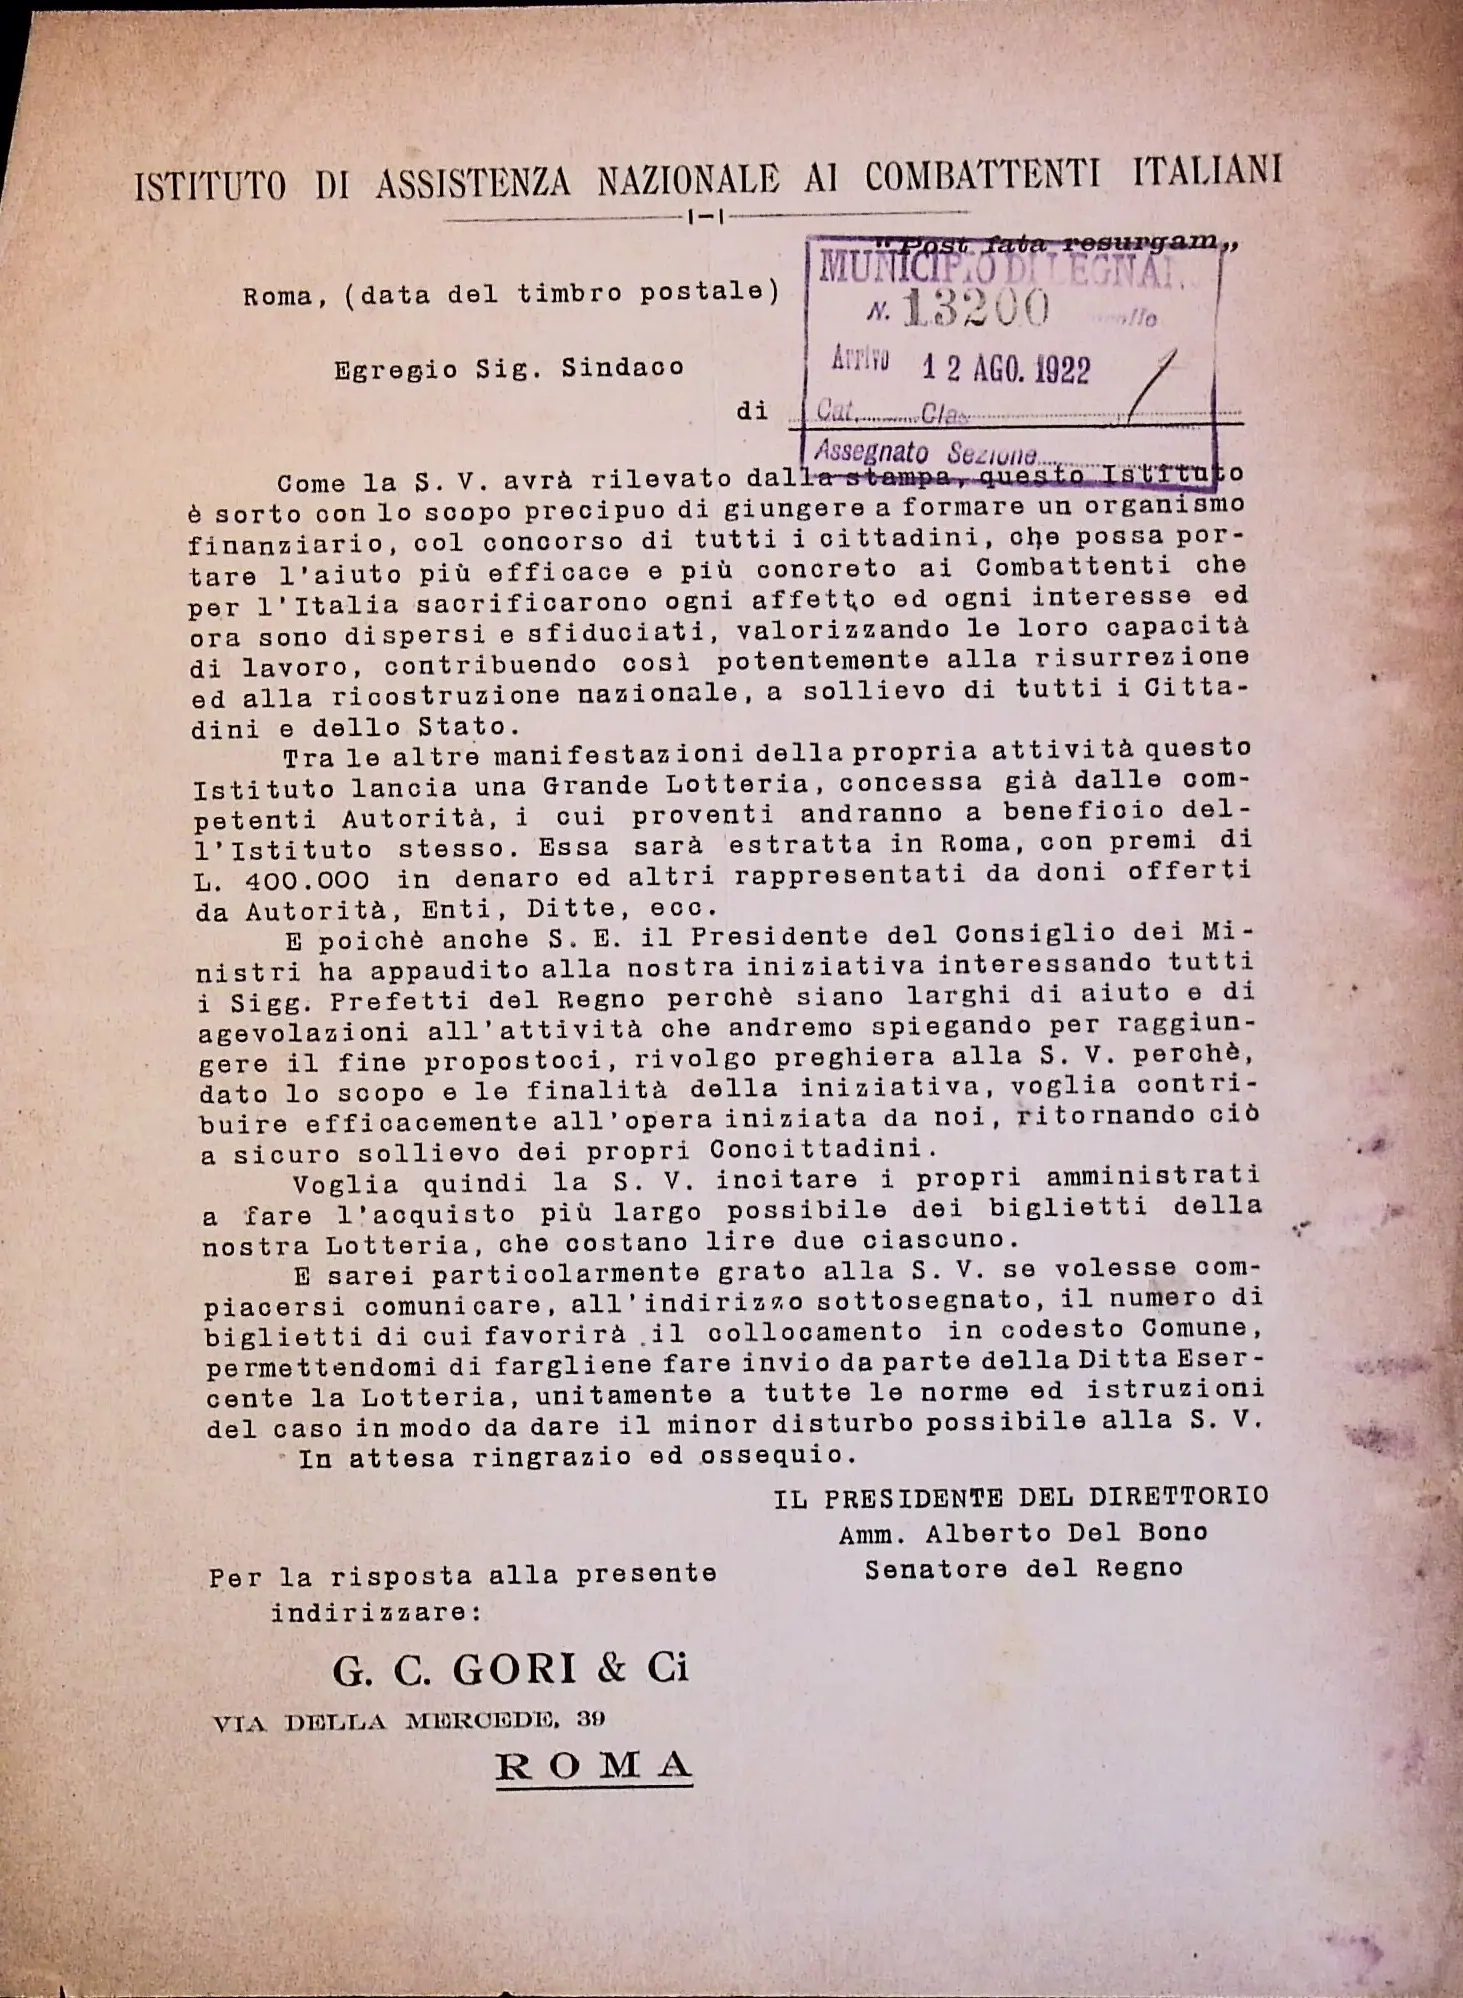 ISTITUTO DI ASSISTENZA NAZIONALE AI COMBATTENTI ITALIANI
"Post fata resurgam„
MUNICIPIO DI LEGNA
N. 13200
Arrivo 12 AGO. 1922
Cat. Clas
Assegnato Sezione
Roma, (data del timbro postale)
Egregio Sig. Sindaco
di
Come la S. V. avrà rilevato dalla stampa, questo Istituto
è sorto con lo scopo precipuo di giungere a formare un organismo
finanziario, col concorso di tutti i cittadini, che possa por-
tare l'aiuto più efficace e più concreto ai Combattenti che
per l'Italia sacrificarono ogni affetto ed ogni interesse ed
ora sono dispersi e sfiduciati, valorizzando le loro capacità
di lavoro, contribuendo così potentemente alla risurrezione
ed alla ricostruzione nazionale, a sollievo di tutti i Citta-
dini e dello Stato.
Tra le altre manifestazioni della propria attività questo
Istituto lancia una Grande Lotteria, concessa già dalle com-
petenti Autorità, i cui proventi andranno a beneficio del-
l'Istituto stesso. Essa sarà estratta in Roma, con premi di
L. 400.000 in denaro ed altri rappresentati da doni offerti
da Autorità, Enti, Ditte, ecc.
E poichè anche S. E. il Presidente del Consiglio dei Mi-
nistri ha appaudito alla nostra iniziativa interessando tutti
i Sigg. Prefetti del Regno perchè siano larghi di aiuto e di
agevolazioni all'attività che andremo spiegando per raggiun-
gere il fine propostoci, rivolgo preghiera alla S. V. perchè,
dato lo scopo e le finalità della iniziativa, voglia contri-
buire efficacemente all'opera iniziata da noi, ritornando ciò
a sicuro sollievo dei propri Concittadini.
Voglia quindi la S. V. incitare i propri amministrati
a fare l'acquisto più largo possibile dei biglietti della
nostra Lotteria, che costano lire due ciascuno.
E sarei particolarmente grato alla S. V. se volesse com-
piacersi comunicare, all'indirizzo sottosegnato, il numero di
biglietti di cui favorirà il collocamento in codesto Comune,
permettendomi di fargliene fare invio da parte della Ditta Eser-
cente la Lotteria, unitamente a tutte le norme ed istruzioni
del caso in modo da dare il minor disturbo possibile alla S. V.
In attesa ringrazio ed ossequio.
IL PRESIDENTE DEL DIRETTORIO
Amm. Alberto Del Bono
Senatore del Regno
Per la risposta alla presente
indirizzare:
G. C. GORI & Ci
VIA DELLA MERCEDE, 39
ROMA